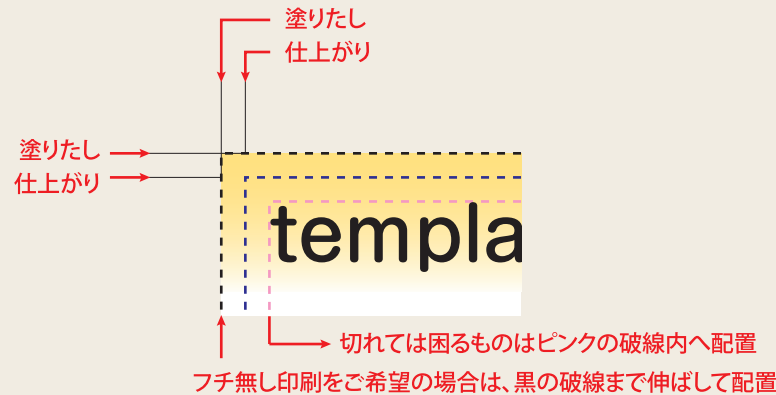 塗りたし
仕上がり
塗りたし
仕上がり
templa
切れては困るものはピンクの破線内へ配置
フチ無し印刷をご希望の場合は、黒の破線まで伸ばして配置